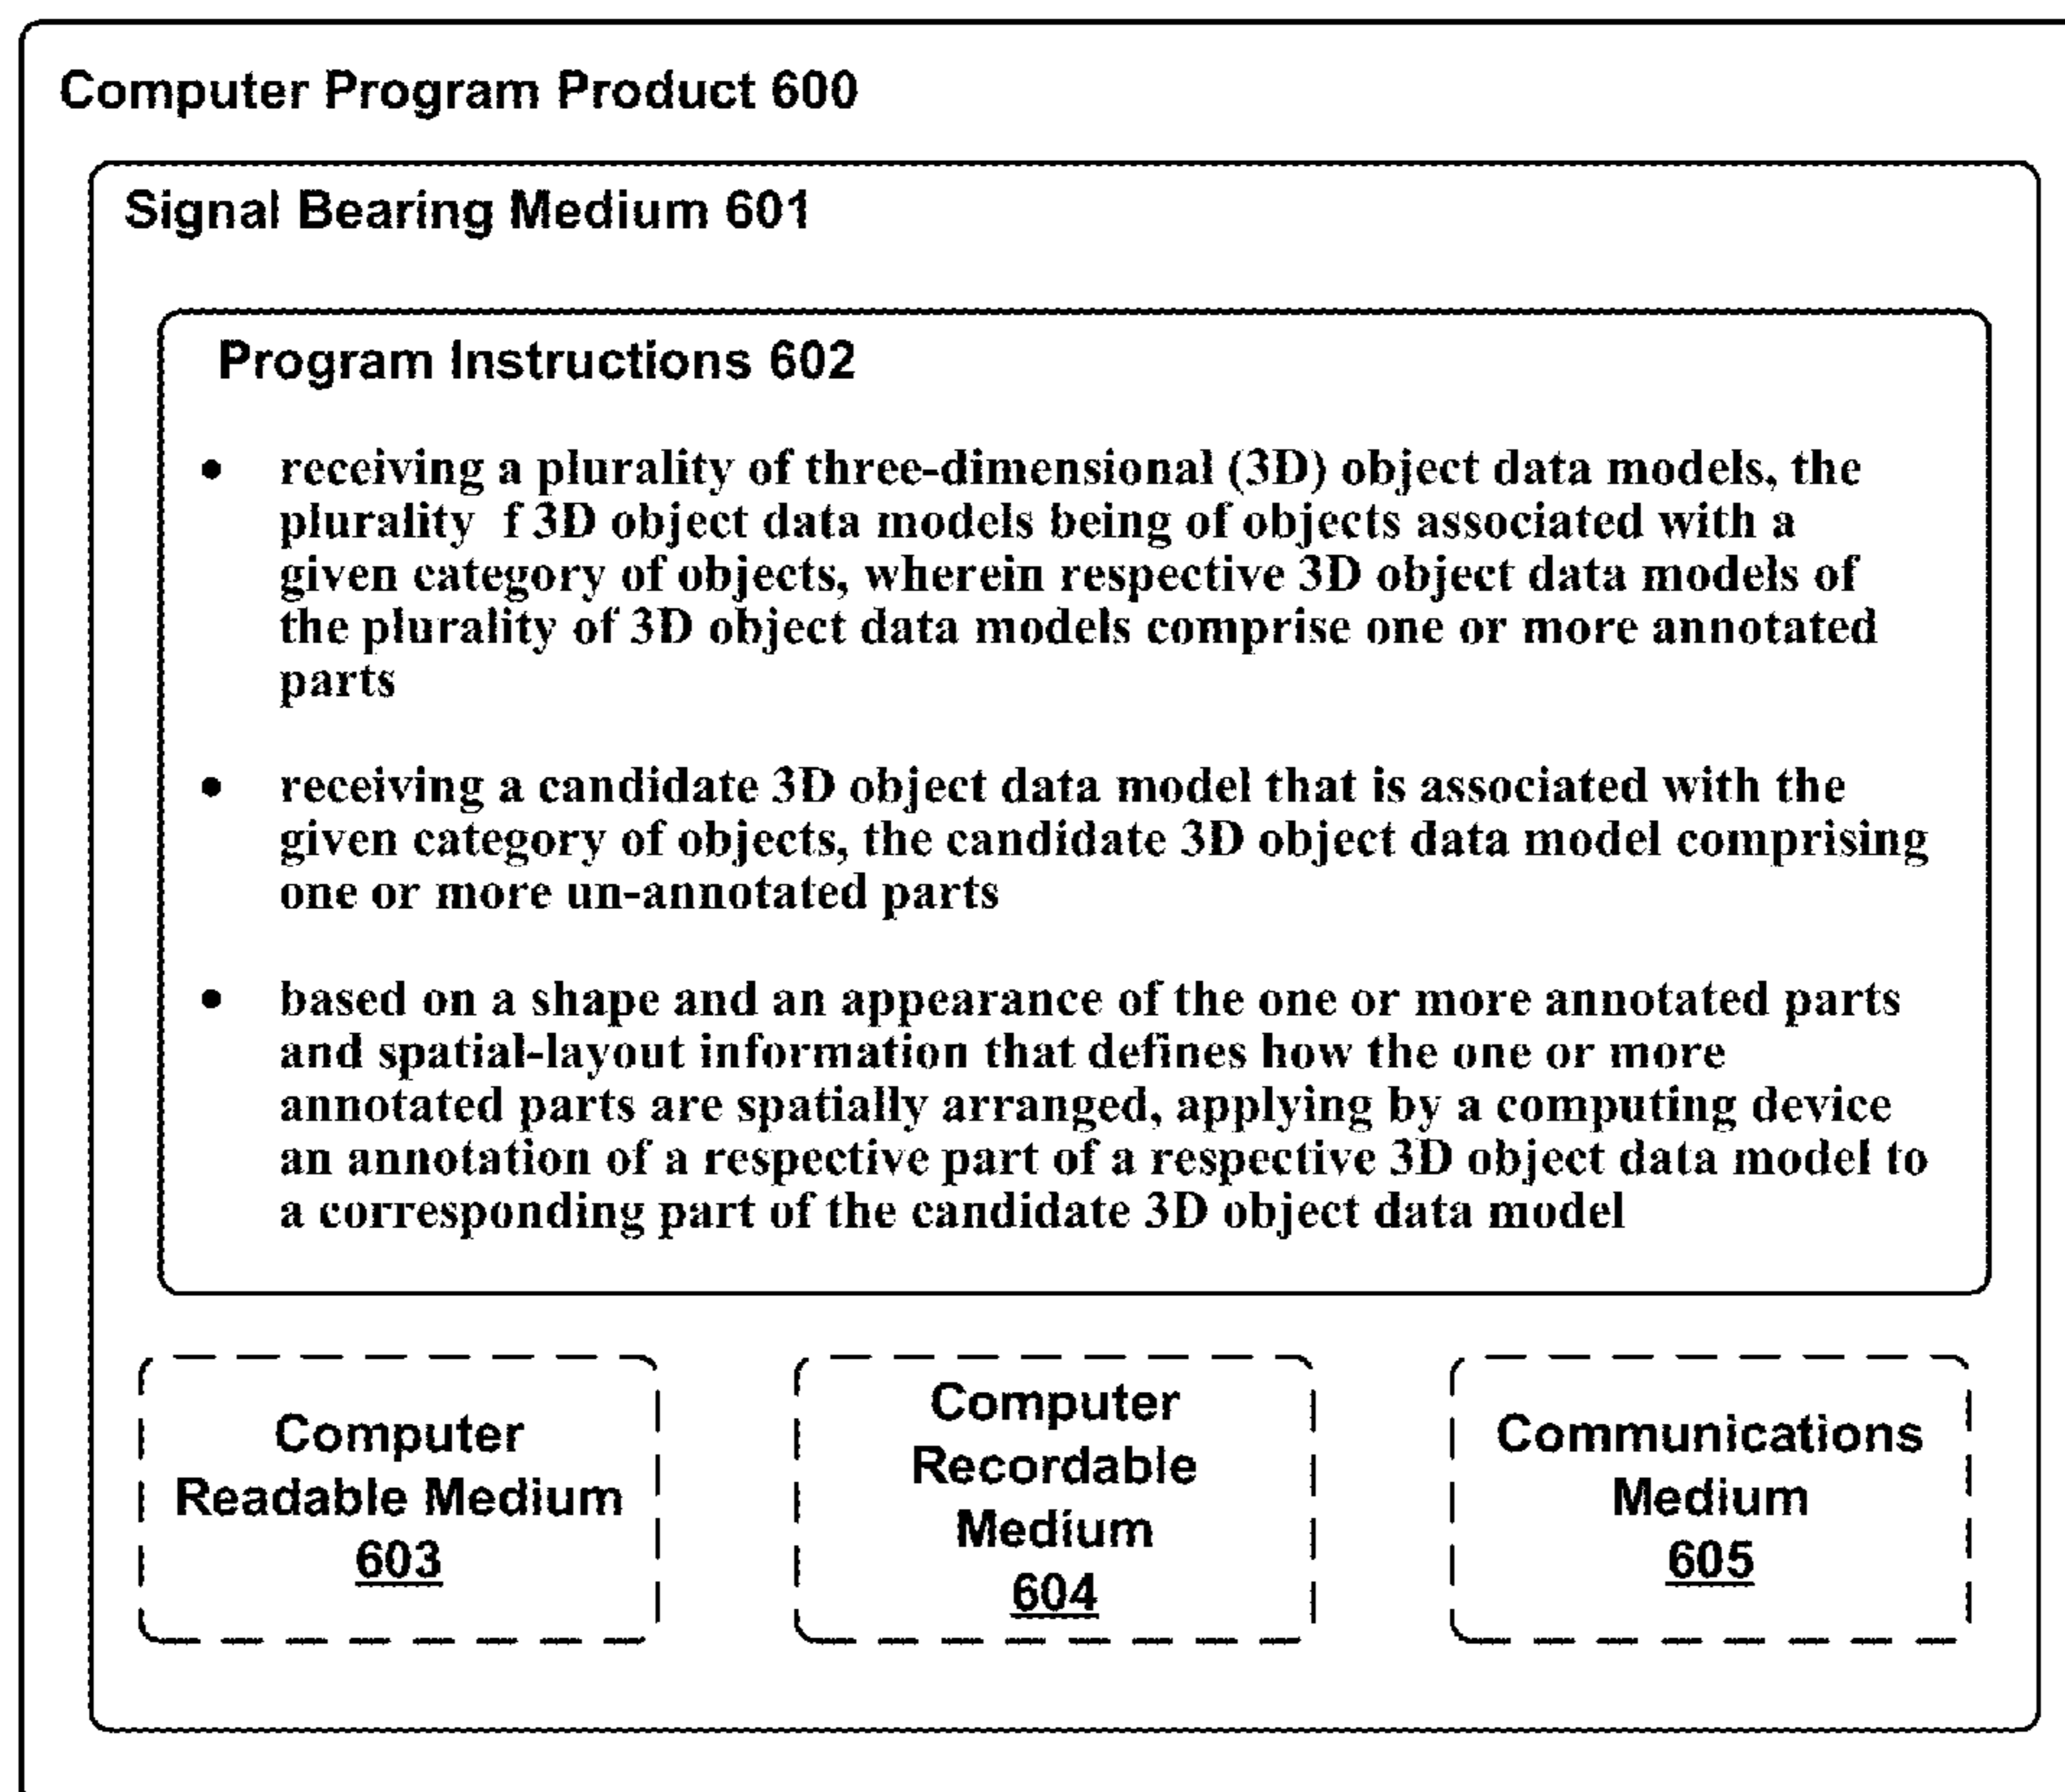 Computer Program Product 600
Signal Bearing Medium 601
Program Instructions 602
• receiving a plurality of three-dimensional (3D) object data models, the
plurality f 3D object data models being of objects associated with a
given category of objects, wherein respective 3D object data models of
the plurality of 3D object data models comprise one or more annotated
parts
• receiving a candidate 3D object data model that is associated with the
given category of objects, the candidate 3D object data model comprising
one or more un-annotated parts
• based on a shape and an appearance of the one or more annotated parts
and spatial-layout information that defines how the one or more
annotated parts are spatially arranged, applying by a computing device
an annotation of a respective part of a respective 3D object data model to
a corresponding part of the candidate 3D object data model
Computer
Readable Medium
603
Computer
Recordable
Medium
604
Communications
Medium
605